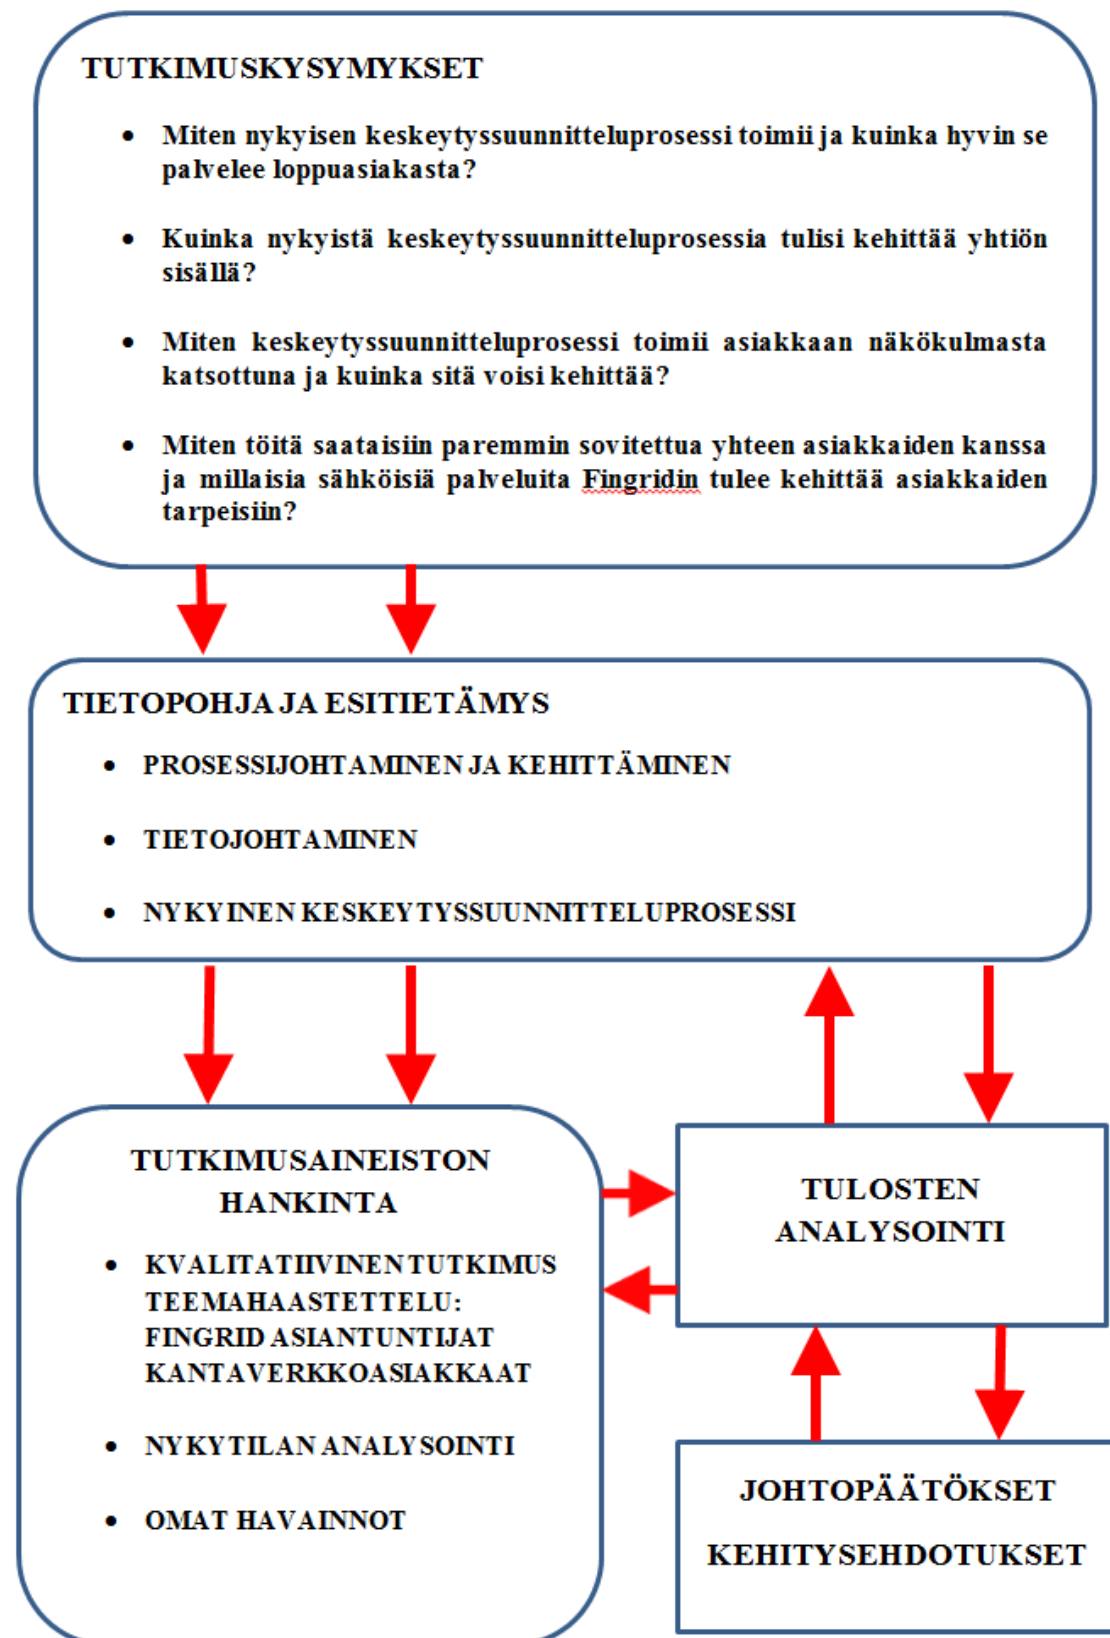 TUTKIMUSKYSYMYKSET
• Miten nykyisen keskeytyssuunnitteluprosessi toimii ja kuinka hyvin se
palvelee loppuasiakasta?
• Kuinka nykyistä keskeytyssuunnitteluprosessia tulisi kehittää yhtiön
sisällä?
• Miten keskeytyssuunnitteluprosessi toimii asiakkaan näkökulmasta
katsottuna ja kuinka sitä voisi kehittää?
• Miten töitä saataisiin paremmin sovitettua yhteen asiakkaiden kanssa
ja millaisia sähköisiä palveluita Fingridin tulee kehittää asiakkaiden
tarpeisiin?
TIETOPOHJA JA ESITIETÄMYS
• PROSESSIJOHTAMINEN JA KEHITTÄMINEN
• TIETOJOHTAMINEN
• NYKYINEN KESKEYTYSSUUNNITTELUPROSESSI
TUTKIMUSAINEISTON
HANKINTA
• KVALITATIIVINEN TUTKIMUS
TEEMAHAASTETTELU:
FINGRID ASIANTUNTIJAT
KANTAVERKKOASIAKKAAT
• NYKYTILAN ANALYSOINTI
• OMAT HAVAINNOT
TULOSTEN
ANALYSOINTI
JOHTOPÄÄTÖKSET
KEHITYSEHDOTUKSET